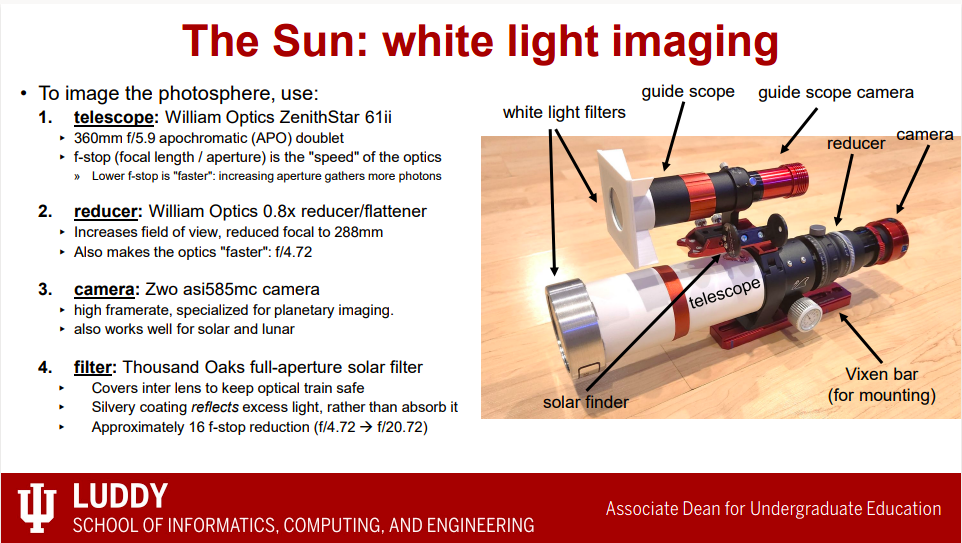 The Sun: white light imaging
• To image the photosphere, use:
1. telescope: William Optics ZenithStar 61ii
‣ 360mm f/5.9 apochromatic (APO) doublet
‣ f-stop (focal length / aperture) is the "speed" of the optics
» Lower f-stop is "faster": increasing aperture gathers more photons
2. reducer: William Optics 0.8x reducer/flattener
‣ Increases field of view, reduced focal to 288mm
‣ Also makes the optics "faster": f/4.72
3. camera: Zwo asi585mc camera
‣ high framerate, specialized for planetary imaging.
‣ also works well for solar and lunar
4. filter: Thousand Oaks full-aperture solar filter
‣ Covers inter lens to keep optical train safe
‣ Silvery coating reflects excess light, rather than absorb it
‣ Approximately 16 f-stop reduction (f/4.72 → f/20.72)
white light filters
guide scope
guide scope camera
reducer
camera
telescope
solar finder
Vixen bar
(for mounting)
LUDDY
SCHOOL OF INFORMATICS, COMPUTING, AND ENGINEERING
Associate Dean for Undergraduate Education